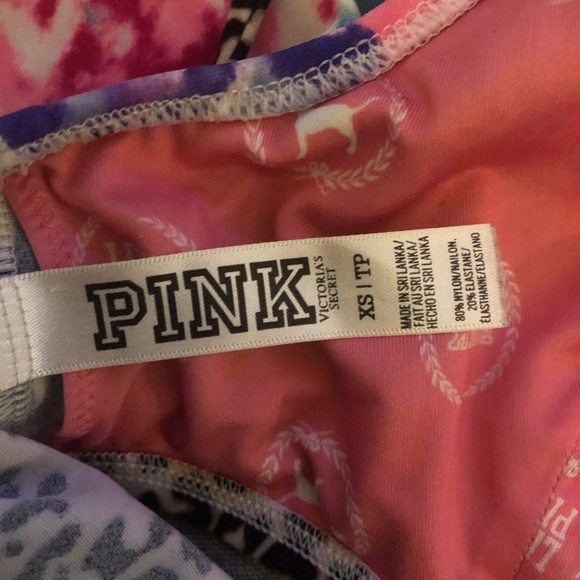 PINK
VICTORIA'S
SECRET
XS | TP
MADE IN SRI LANKA/
FAIT AU SRI LANKA/
HECHO EN SRI LANKA
80% NYLON/NAILON.
20% ELASTANE/
ÉLASTHANNE/ELASTANO